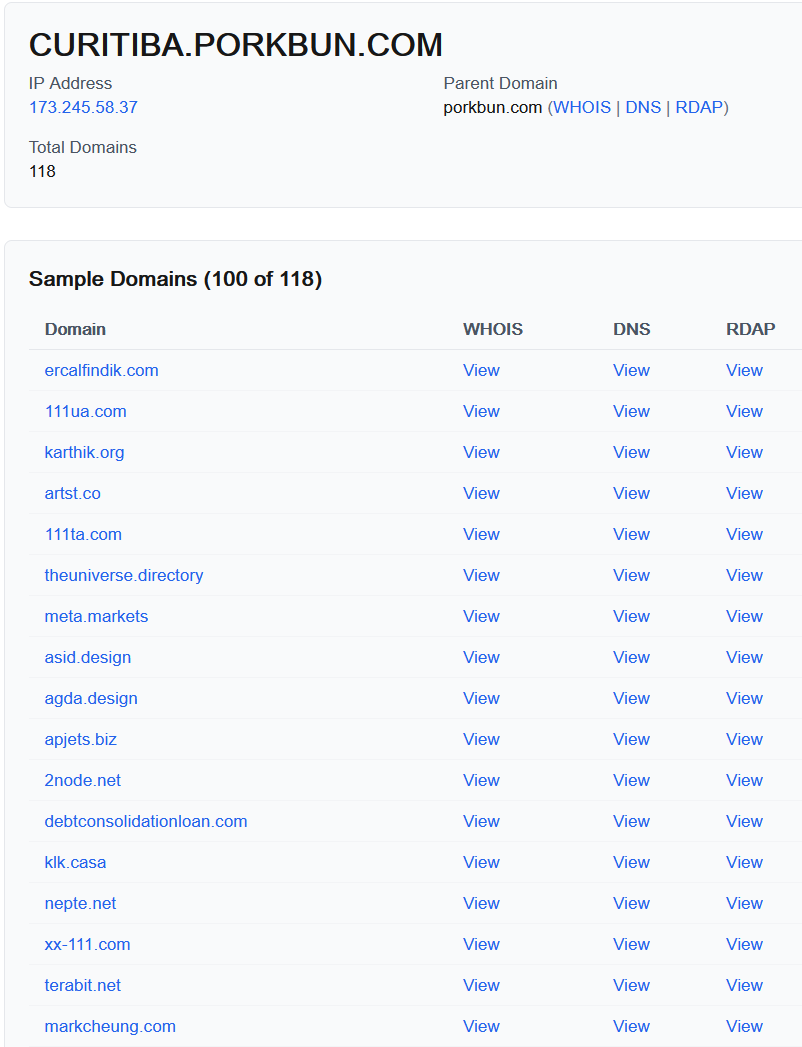 CURITIBA.PORKBUN.COM
IP Address Parent Domain
173.245.58.37 porkbun.com (WHOIS | DNS | RDAP)
Total Domains
118
Sample Domains (100 of 118)
Domain WHOIS DNS RDAP
ercalfindik.com View View View
111ua.com View View View
karthik.org View View View
artst.co View View View
111ta.com View View View
theuniverse.directory View View View
meta.markets View View View
asid.design View View View
agda.design View View View
apjets.biz View View View
2node.net View View View
debtconsolidationloan.com View View View
klk.casa View View View
nepte.net View View View
xx-111.com View View View
terabit.net View View View
markcheung.com View View View